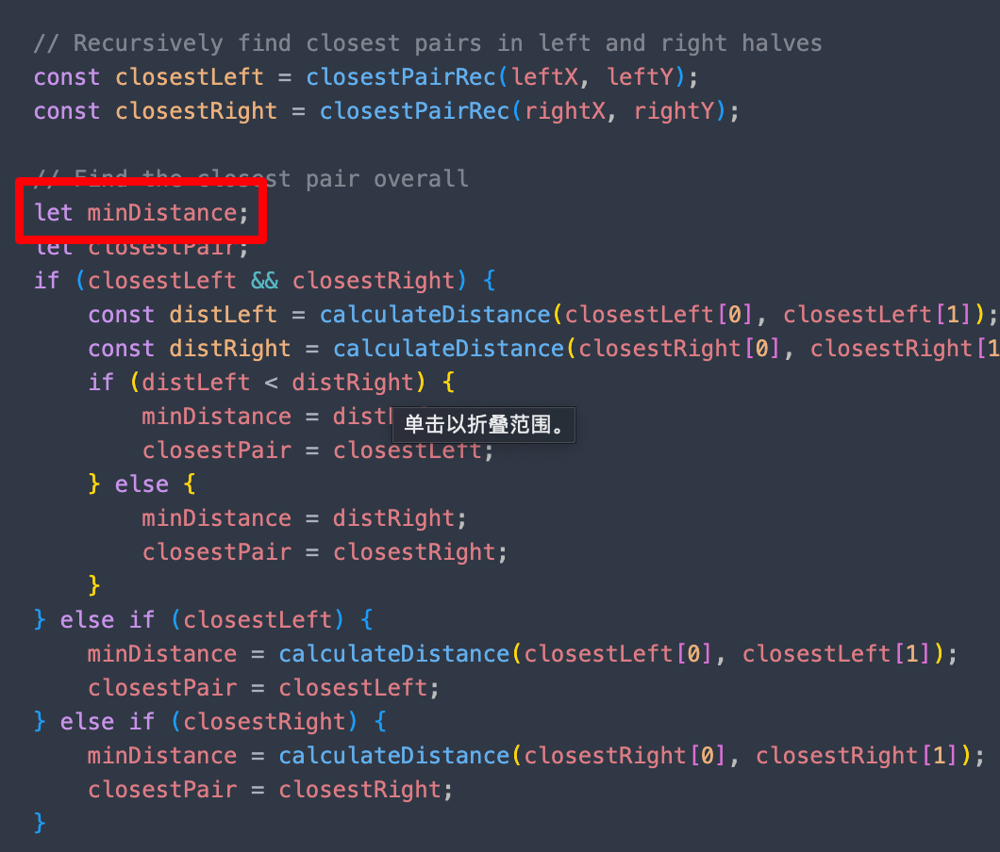 // Recursively find closest pairs in left and right halves
const closestLeft = closestPairRec(leftX, leftY);
const closestRight = closestPairRec(rightX, rightY);
// Find the closest pair overall
let minDistance;
let closestPair;
if (closestLeft && closestRight) {
const distLeft = calculateDistance(closestLeft[0], closestLeft[1]);
const distRight = calculateDistance(closestRight[0], closestRight[1
if (distLeft < distRight) {
minDistance =
单击以折叠范围。
closestPair = closestLeft;
} else {
minDistance = distRight;
closestPair = closestRight;
}
} else if (closestLeft) {
minDistance = calculateDistance(closestLeft[0], closestLeft[1]);
closestPair = closestLeft;
} else if (closestRight) {
minDistance = calculateDistance(closestRight[0], closestRight[1]);
closestPair = closestRight;
}